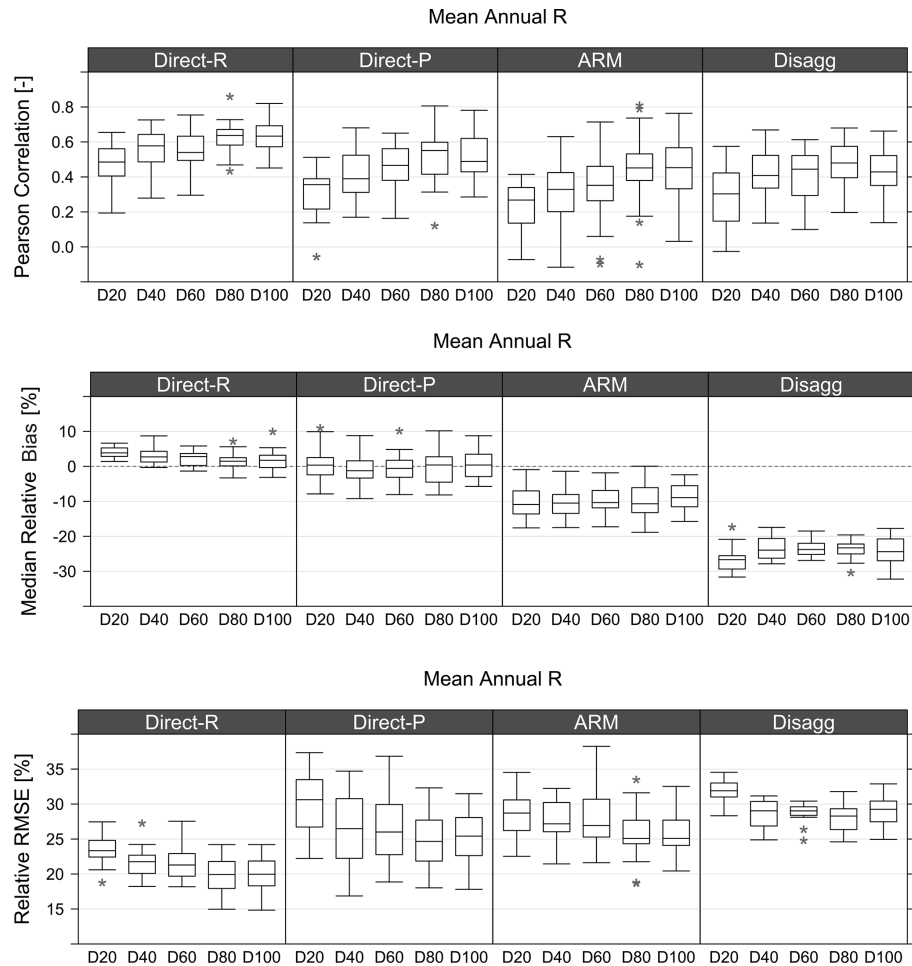 Mean Annual R
Direct-R Direct-P ARM Disagg
Pearson Correlation [-]
0.8
0.6
0.4
0.2
0.0
D20 D40 D60 D80 D100 D20 D40 D60 D80 D100 D20 D40 D60 D80 D100 D20 D40 D60 D80 D100
Mean Annual R
Direct-R Direct-P ARM Disagg
Median Relative Bias [%]
10
0
-10
-20
-30
D20 D40 D60 D80 D100 D20 D40 D60 D80 D100 D20 D40 D60 D80 D100 D20 D40 D60 D80 D100
Mean Annual R
Direct-R Direct-P ARM Disagg
Relative RMSE [%]
35
30
25
20
15
D20 D40 D60 D80 D100 D20 D40 D60 D80 D100 D20 D40 D60 D80 D100 D20 D40 D60 D80 D100